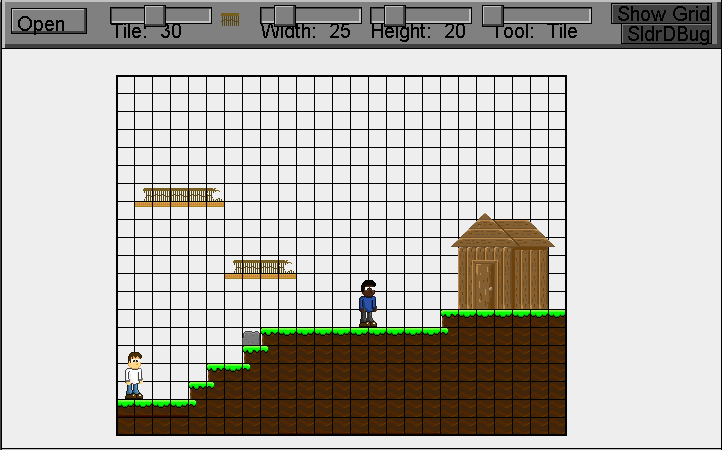 Open
Tile: 30
Width: 25
Height: 20
Tool: Tile
Show Grid
SldrDBug